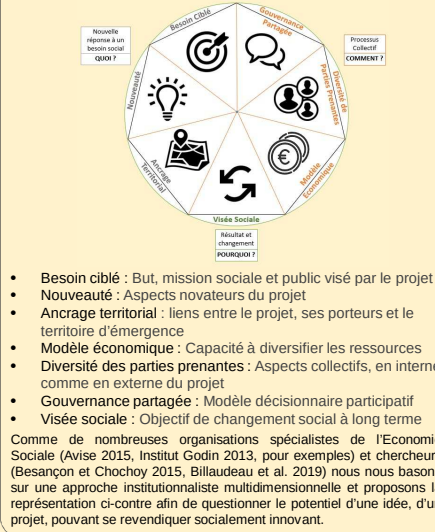 Nouvelle
réponse à un
besoin social
QUOI ?
Besoin Ciblé
Gouvernance
Partagée
Processus
Collectif
COMMENT ?
Nouveauté
Diversité de
Parties Prenantes
Ancrage
Territorial
Modèle
Economique
Visée Sociale
Résultat et
changement
POURQUOI ?
• Besoin ciblé : But, mission sociale et public visé par le projet
• Nouveauté : Aspects novateurs du projet
• Ancrage territorial : liens entre le projet, ses porteurs et le
territoire d'émergence
• Modèle économique : Capacité à diversifier les ressources
• Diversité des parties prenantes : Aspects collectifs, en interne
comme en externe du projet
• Gouvernance partagée : Modèle décisionnaire participatif
• Visée sociale : Objectif de changement social à long terme
Comme de nombreuses organisations spécialistes de l'Economi
Sociale (Avise 2015, Institut Godin 2013, pour exemples) et chercheur
(Besançon et Chochoy 2015, Billaudeau et al. 2019) nous nous bason
sur une approche institutionnaliste multidimensionnelle et proposons l
représentation ci-contre afin de questionner le potentiel d'une idée, d'u
projet, pouvant se revendiquer socialement innovant.